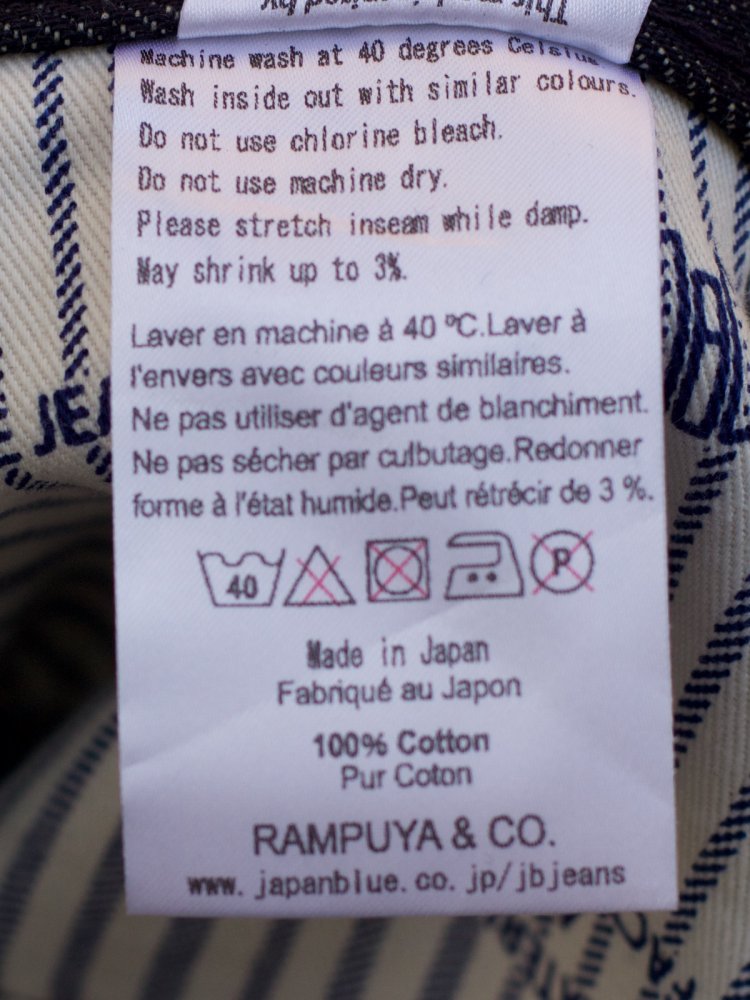 This
by
Machine wash at 40 degrees Celsius
Wash inside out with similar colours.
Do not use chlorine bleach.
Do not use machine dry.
Please stretch inseam while damp.
May shrink up to 3%.
Laver en machine à 40 ºC.Laver à
l'envers avec couleurs similaires.
Ne pas utiliser d'agent de blanchiment.
Ne pas sécher par culbutage.Redonner
forme à l'état humide.Peut rétrécir de 3 %.
40 P
Made in Japan
Fabriqué au Japon
100% Cotton
Pur Coton
RAMPUYA & CO.
www. japanblue. co. jp/jbjeans